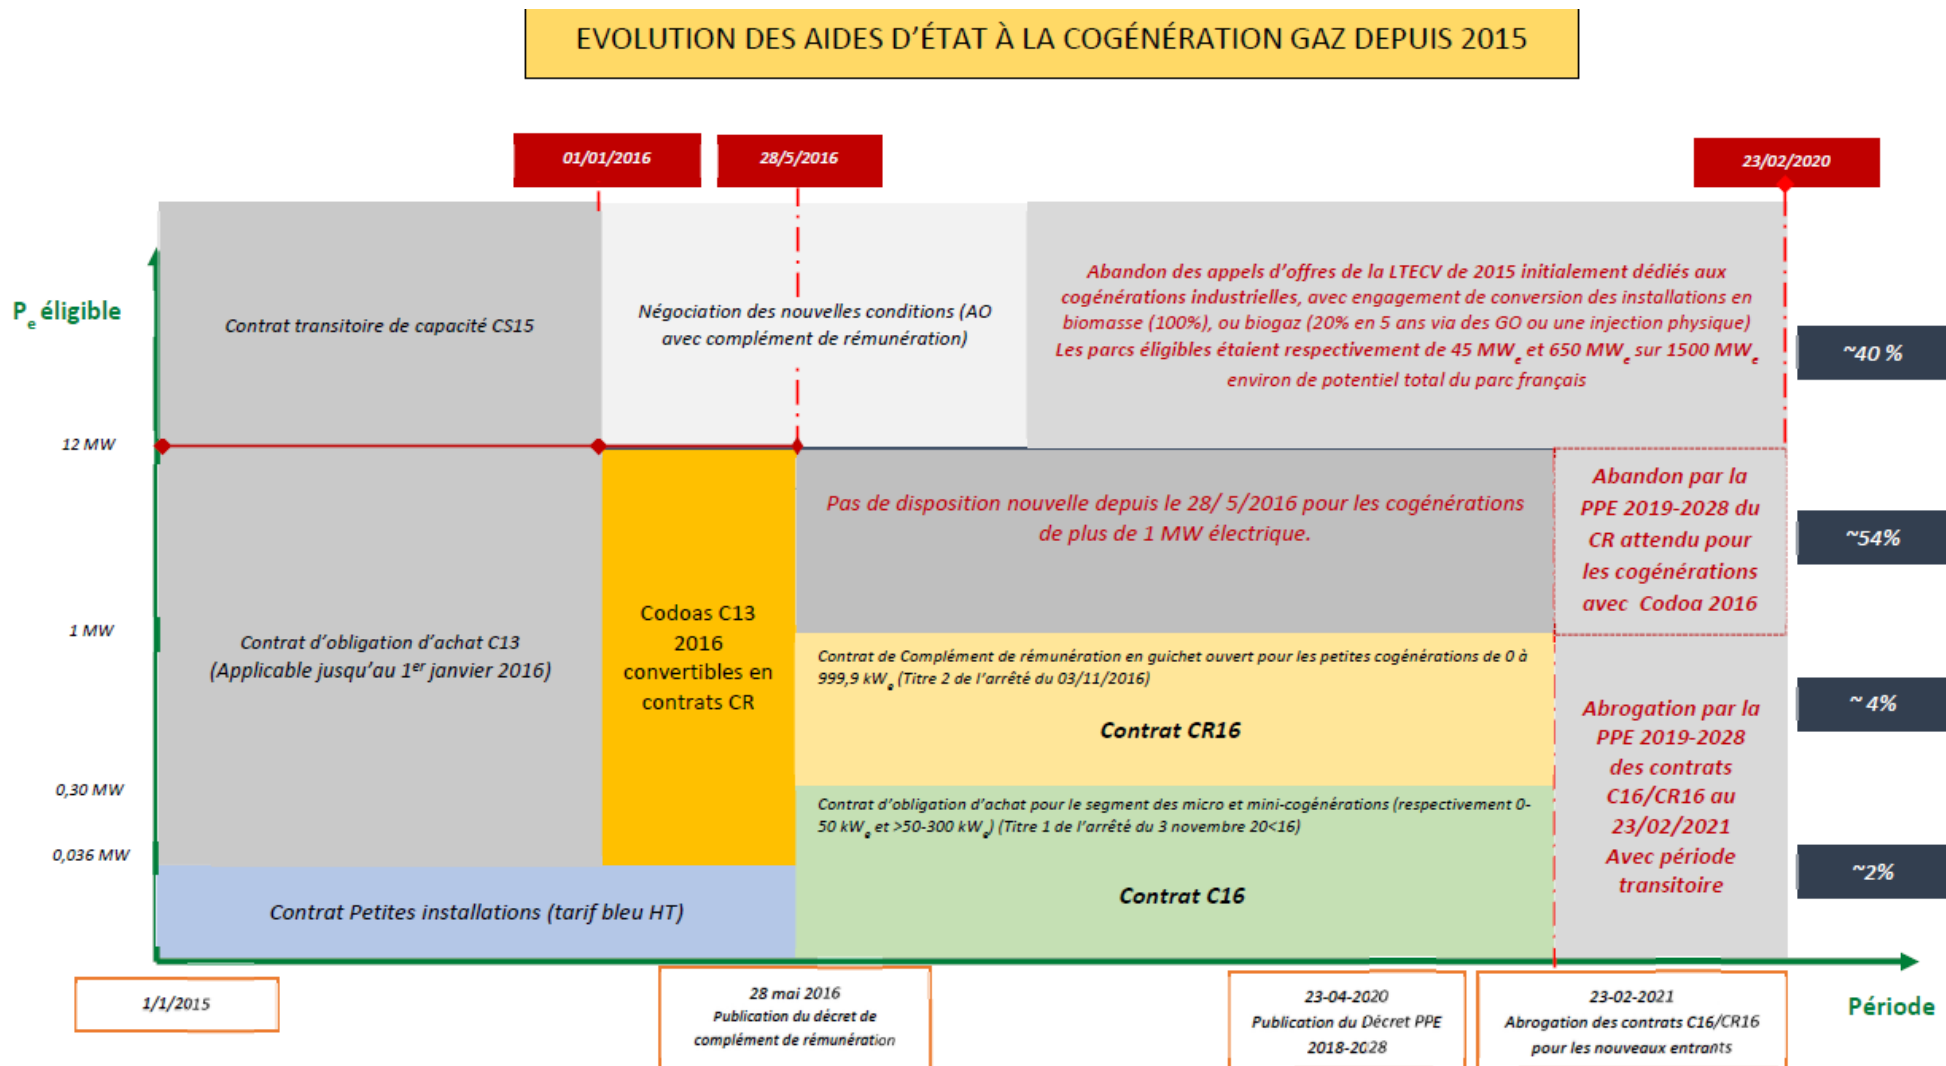 EVOLUTION DES AIDES D'ÉTAT À LA COGÉNÉRATION GAZ DEPUIS 2015
01/01/2016
28/5/2016
23/02/2020
P_e éligible
Contrat transitoire de capacité CS15
Négociation des nouvelles conditions (AO
avec complément de rémunération)
Abandon des appels d'offres de la LTECV de 2015 initialement dédiés aux
cogénérations industrielles, avec engagement de conversion des installations en
biomasse (100%), ou biogaz (20% en 5 ans via des GO ou une injection physique)
Les parcs éligibles étaient respectivement de 45 MW_e et 650 MW_e sur 1500 MW_e
environ de potentiel total du parc français
~40 %
12 MW
Pas de disposition nouvelle depuis le 28/ 5/2016 pour les cogénérations
de plus de 1 MW électrique.
Abandon par la
PPE 2019-2028 du
CR attendu pour
les cogénérations
avec Codoa 2016
~54%
1 MW
Contrat d'obligation d'achat C13
(Applicable jusqu'au 1er janvier 2016)
Codoas C13
2016
convertibles en
contrats CR
Contrat de Complément de rémunération en guichet ouvert pour les petites cogénérations de 0 à
999,9 kW_e (Titre 2 de l'arrêté du 03/11/2016)
Contrat CR16
Abrogation par la
PPE 2019-2028
des contrats
C16/CR16 au
23/02/2021
Avec période
transitoire
~ 4%
0,30 MW
Contrat d'obligation d'achat pour le segment des micro et mini-cogénérations (respectivement 0-
50 kW_e et >50-300 kW_e) (Titre 1 de l'arrêté du 3 novembre 20<16)
0,036 MW
Contrat C16
~2%
Contrat Petites installations (tarif bleu HT)
1/1/2015
28 mai 2016
Publication du décret de
complément de rémunération
23-04-2020
Publication du Décret PPE
2018-2028
23-02-2021
Abrogation des contrats C16/CR16
pour les nouveaux entrants
Période